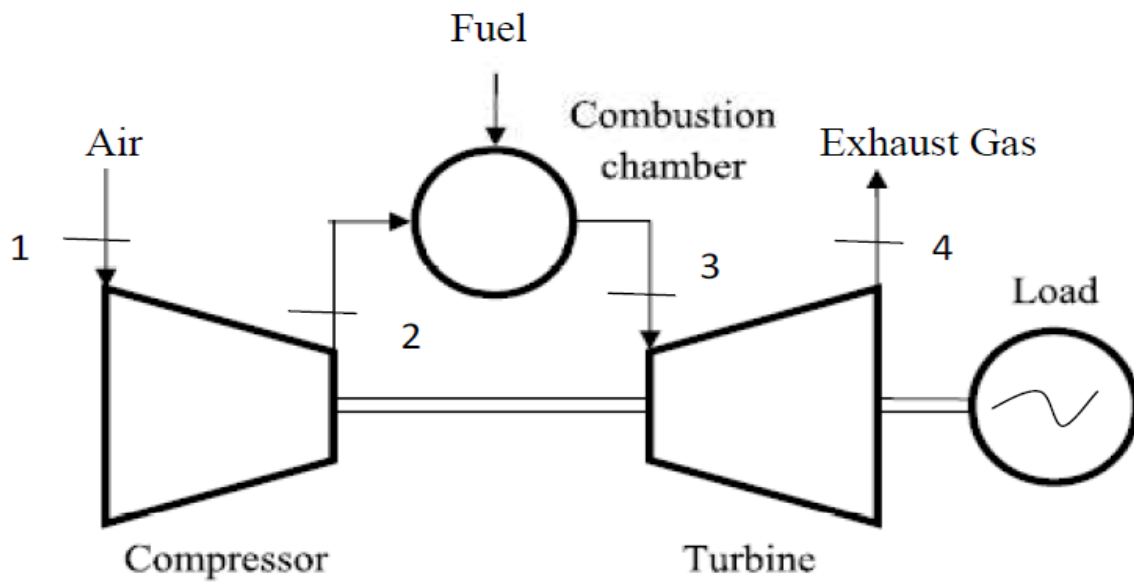 Fuel
Combustion
chamber
Air
Exhaust Gas
1
2
3
4
Load
Compressor
Turbine